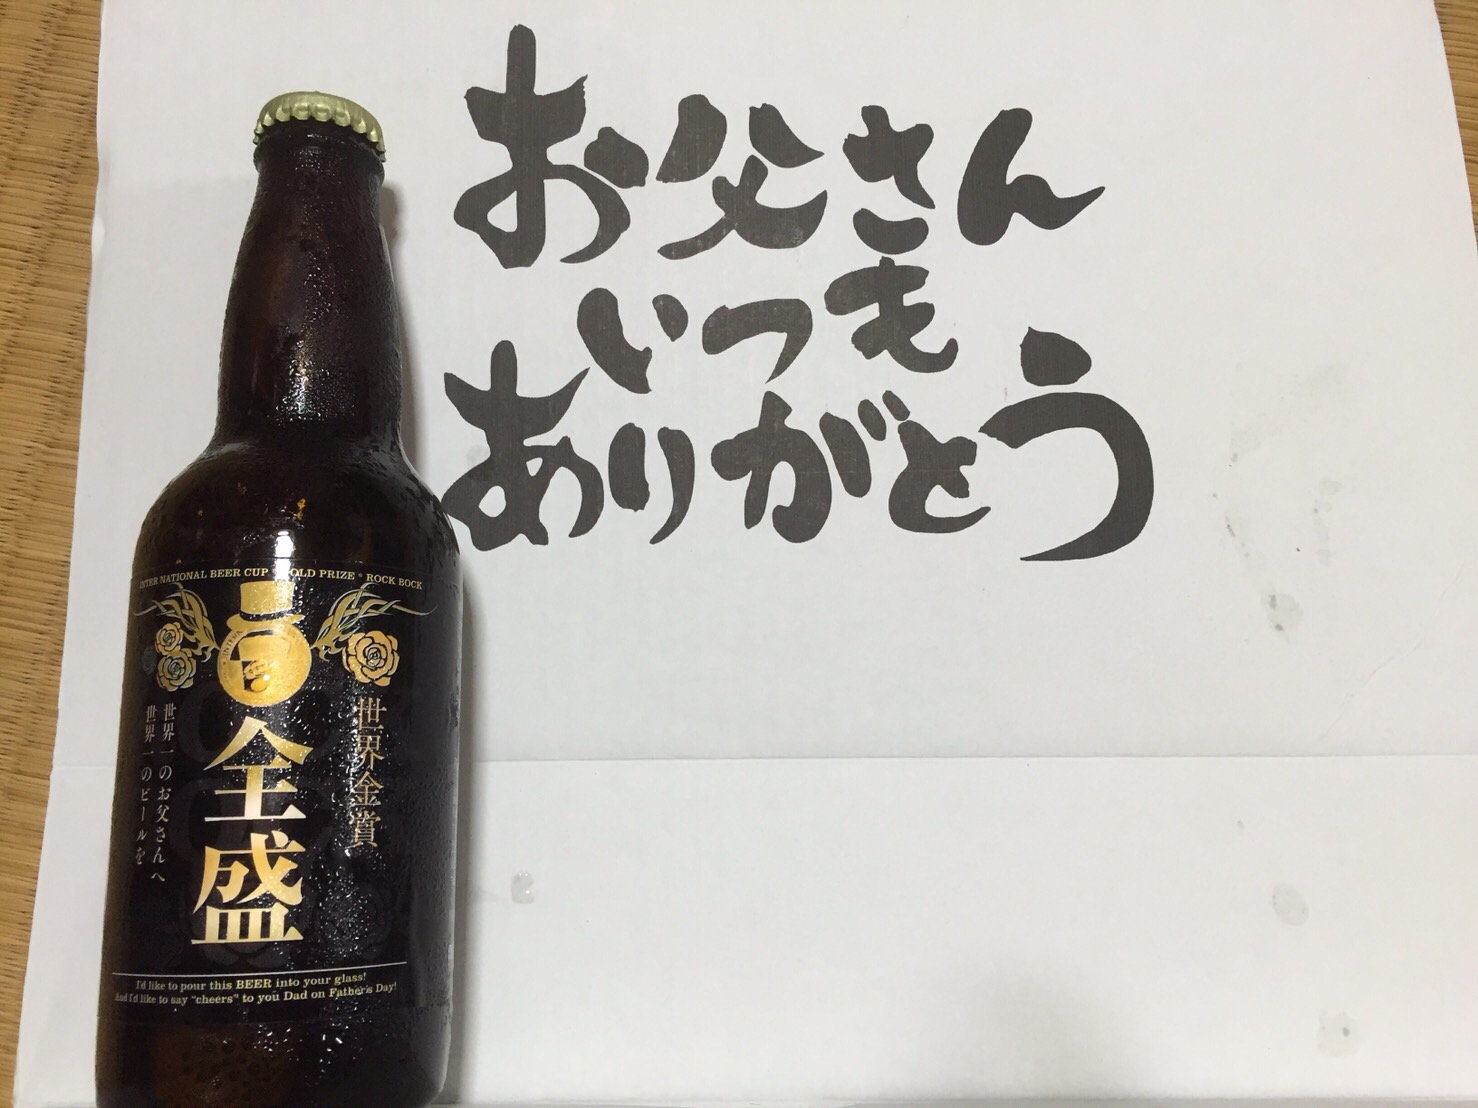 お父さん
いつも
ありがとう
INTER NATIONAL BEER CUP GOLD PRIZE ° ROCK BOCK
世界金賞
全盛
世界一のお父さんへ
世界一のビールを
I'd like to pour this BEER into your glass!
And I'd like to say "cheers" to you Dad on Father's Day!